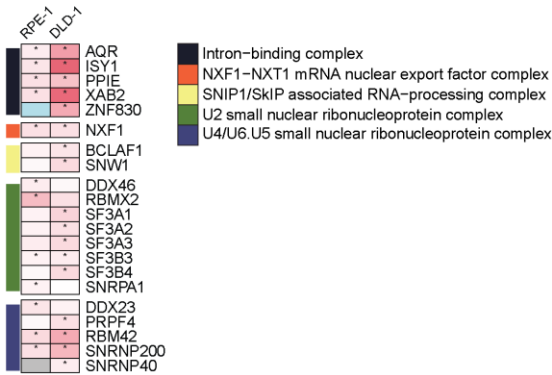 RPE-1 DLD-1
* * AQR
* * ISY1
* * PPIE
* * XAB2
* ZNF830
* * NXF1
* BCLAF1
* SNW1
* DDX46
* RBMX2
* SF3A1
* SF3A2
* SF3A3
* * SF3B3
* SF3B4
* SNRPA1
* DDX23
* PRPF4
* * RBM42
* * SNRNP200
* SNRNP40
Intron-binding complex
NXF1-NXT1 mRNA nuclear export factor complex
SNIP1/SkIP associated RNA-processing complex
U2 small nuclear ribonucleoprotein complex
U4/U6.U5 small nuclear ribonucleoprotein complex